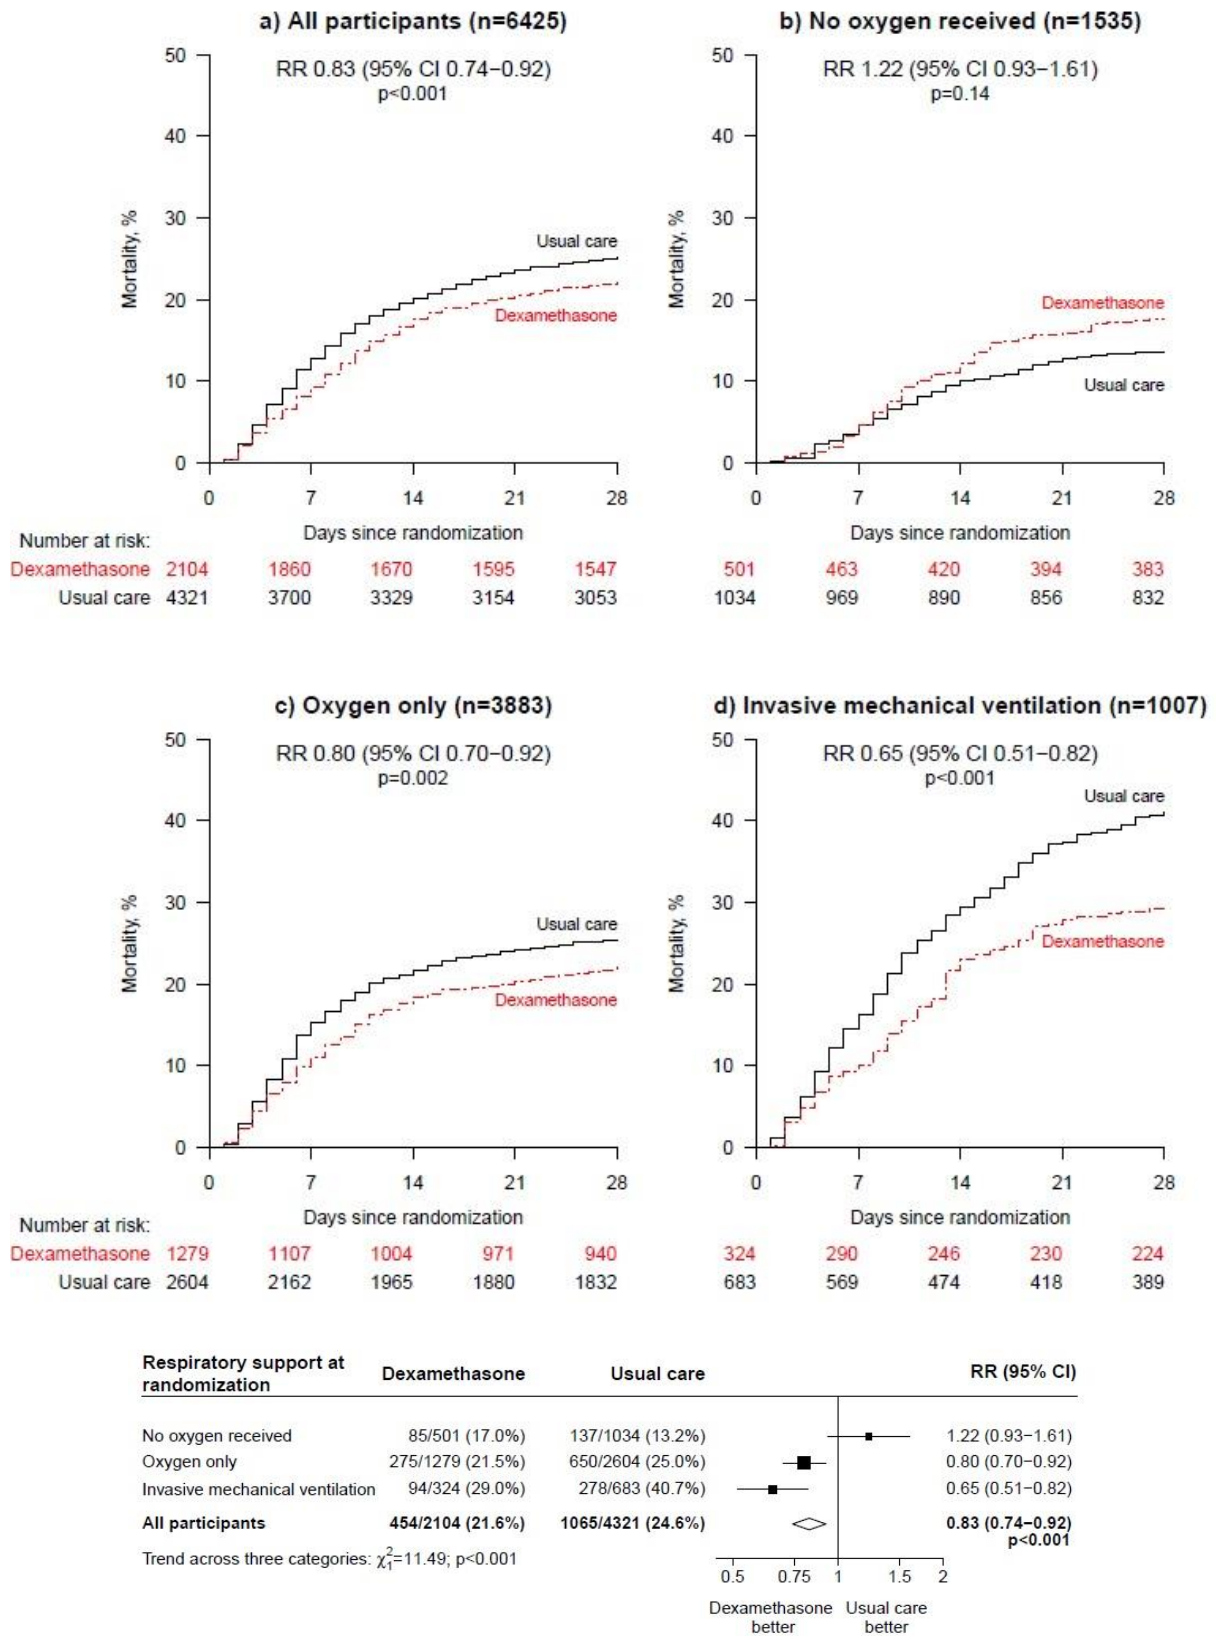 a) All participants (n=6425)
RR 0.83 (95% CI 0.74−0.92)
p<0.001
50
40
30
20
10
0
Mortality, %
Usual care
Dexamethasone
0 7 14 21 28
Days since randomization
Number at risk:
Dexamethasone 2104 1860 1670 1595 1547
Usual care 4321 3700 3329 3154 3053
b) No oxygen received (n=1535)
RR 1.22 (95% CI 0.93−1.61)
p=0.14
50
40
30
20
10
0
Mortality, %
Dexamethasone
Usual care
0 7 14 21 28
Days since randomization
501 463 420 394 383
1034 969 890 856 832
c) Oxygen only (n=3883)
RR 0.80 (95% CI 0.70−0.92)
p=0.002
50
40
30
20
10
0
Mortality, %
Usual care
Dexamethasone
0 7 14 21 28
Days since randomization
Number at risk:
Dexamethasone 1279 1107 1004 971 940
Usual care 2604 2162 1965 1880 1832
d) Invasive mechanical ventilation (n=1007)
RR 0.65 (95% CI 0.51−0.82)
p<0.001
50
40
30
20
10
0
Mortality, %
Usual care
Dexamethasone
0 7 14 21 28
Days since randomization
324 290 246 230 224
683 569 474 418 389
Respiratory support at
randomization Dexamethasone Usual care RR (95% CI)
No oxygen received 85/501 (17.0%) 137/1034 (13.2%) 1.22 (0.93−1.61)
Oxygen only 275/1279 (21.5%) 650/2604 (25.0%) 0.80 (0.70−0.92)
Invasive mechanical ventilation 94/324 (29.0%) 278/683 (40.7%) 0.65 (0.51−0.82)
All participants 454/2104 (21.6%) 1065/4321 (24.6%) 0.83 (0.74−0.92)
p<0.001
Trend across three categories: χ²₁=11.49; p<0.001
0.5 0.75 1 1.5 2
Dexamethasone Usual care
better better